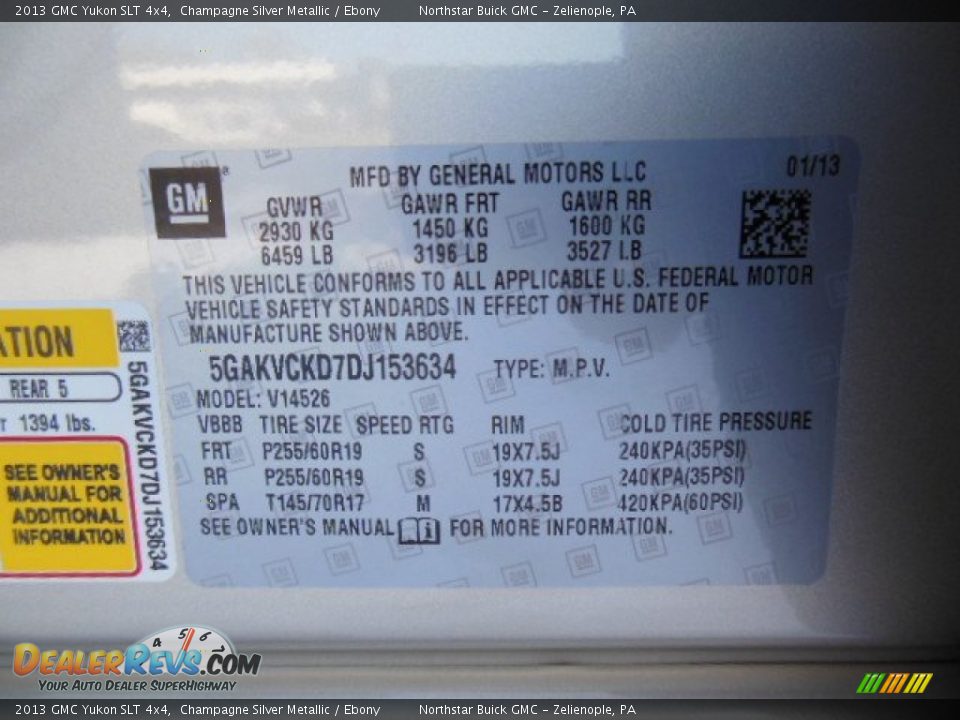 2013 GMC Yukon SLT 4x4, Champagne Silver Metallic / Ebony Northstar Buick GMC - Zelienople, PA
GM
MFD BY GENERAL MOTORS LLC 01/13
GVWR GAWR FRT GAWR RR
2930 KG 1450 KG 1600 KG
6459 LB 3196 LB 3527 LB
THIS VEHICLE CONFORMS TO ALL APPLICABLE U.S. FEDERAL MOTOR
VEHICLE SAFETY STANDARDS IN EFFECT ON THE DATE OF
MANUFACTURE SHOWN ABOVE.
5GAKVCKD7DJ153634 TYPE: M.P.V.
MODEL: V14526
VBBB TIRE SIZE SPEED RTG RIM COLD TIRE PRESSURE
FRT P255/60R19 S 19X7.5J 240KPA(35PSI)
RR P255/60R19 S 19X7.5J 240KPA(35PSI)
SPA T145/70R17 M 17X4.5B 420KPA(60PSI)
SEE OWNER'S MANUAL FOR MORE INFORMATION.
REAR 5
1394 lbs.
SEE OWNER'S
MANUAL FOR
ADDITIONAL
INFORMATION
5GAKVCKD7DJ153634
4 5 6
DEALERREVS.COM
YOUR AUTO DEALER SUPERHIGHWAY
2013 GMC Yukon SLT 4x4, Champagne Silver Metallic / Ebony Northstar Buick GMC - Zelienople, PA